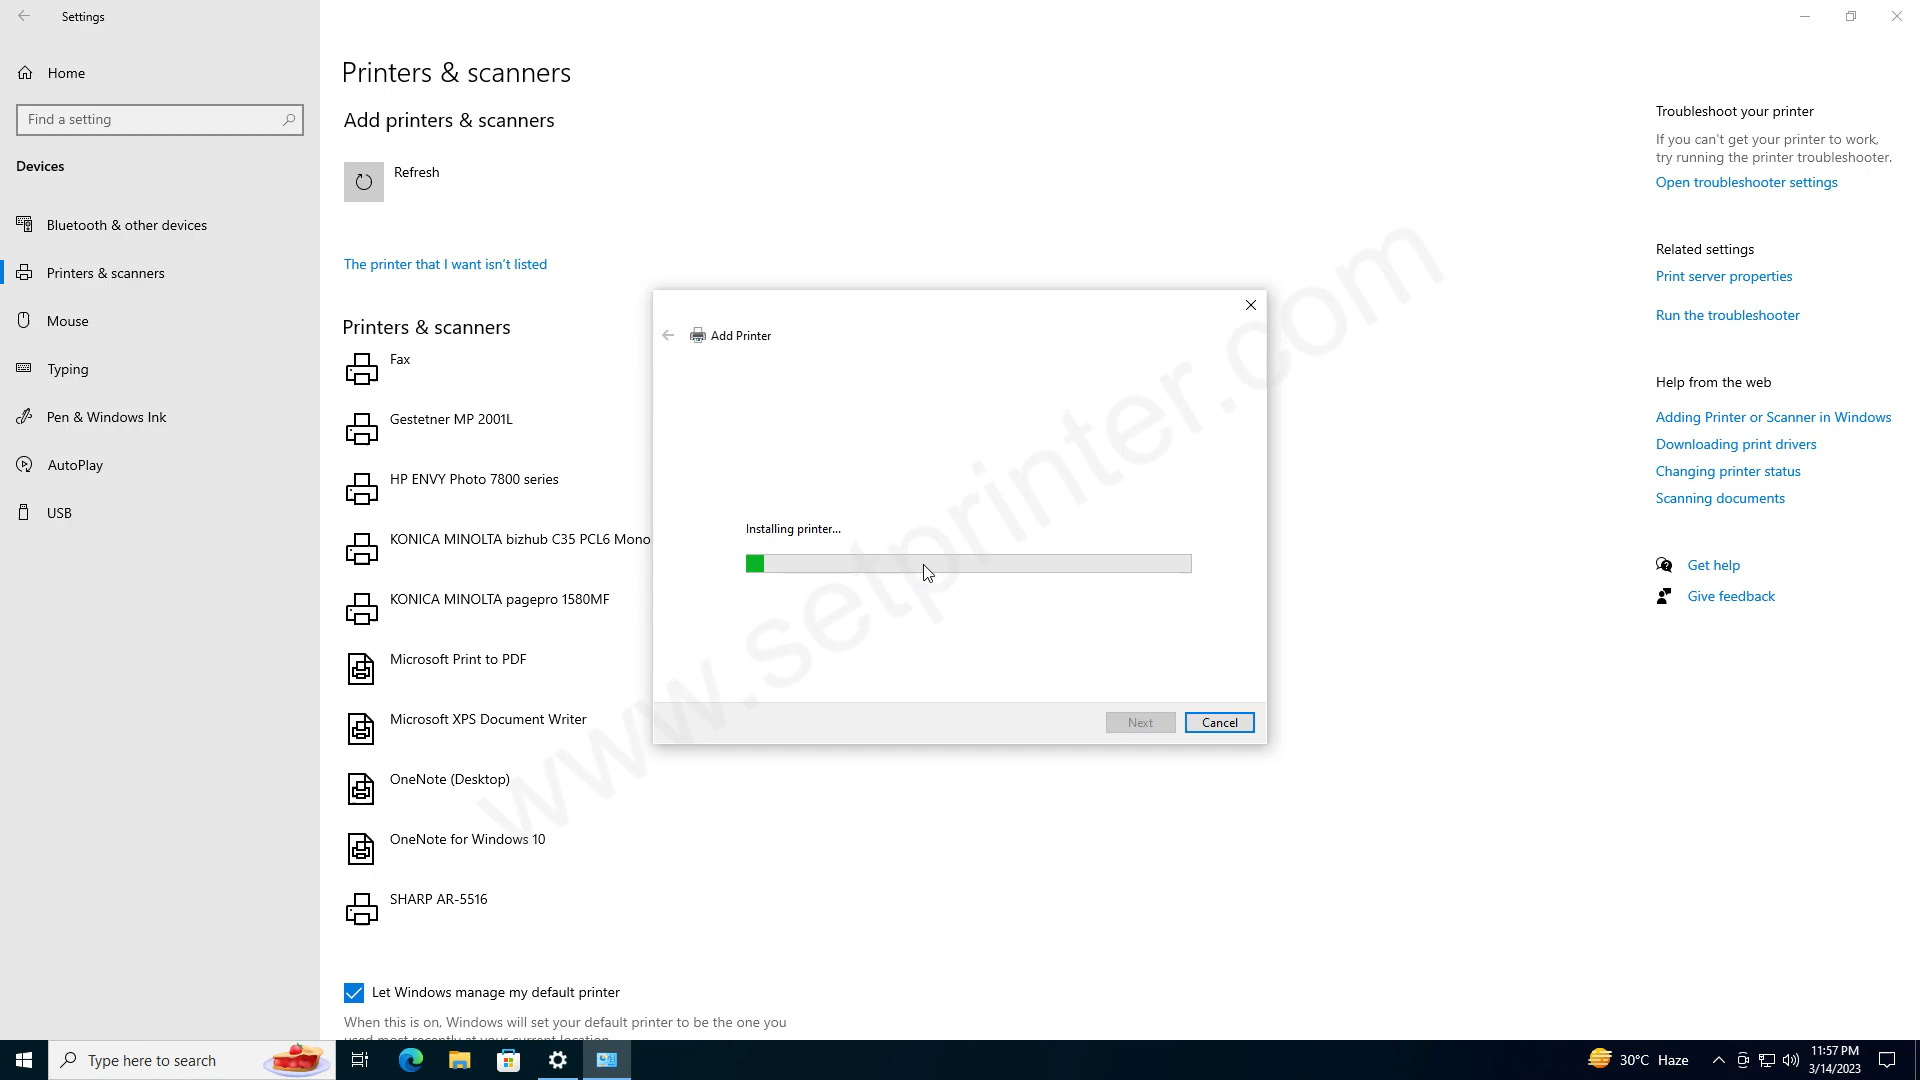 Settings
Home
Find a setting
Devices
Bluetooth & other devices
Printers & scanners
Mouse
Typing
Pen & Windows Ink
AutoPlay
USB
Printers & scanners
Add printers & scanners
Refresh
The printer that I want isn't listed
Printers & scanners
Fax
Gestetner MP 2001L
HP ENVY Photo 7800 series
KONICA MINOLTA bizhub C35 PCL6 Mono
KONICA MINOLTA pagepro 1580MF
Microsoft Print to PDF
Microsoft XPS Document Writer
OneNote (Desktop)
OneNote for Windows 10
SHARP AR-5516
Let Windows manage my default printer
When this is on, Windows will set your default printer to be the one you
used most recently at your current location.
Add Printer
Installing printer...
Next
Cancel
www.setprinter.com
Troubleshoot your printer
If you can't get your printer to work,
try running the printer troubleshooter.
Open troubleshooter settings
Related settings
Print server properties
Run the troubleshooter
Help from the web
Adding Printer or Scanner in Windows
Downloading print drivers
Changing printer status
Scanning documents
Get help
Give feedback
Type here to search
30°C Haze
11:57 PM
3/14/2023